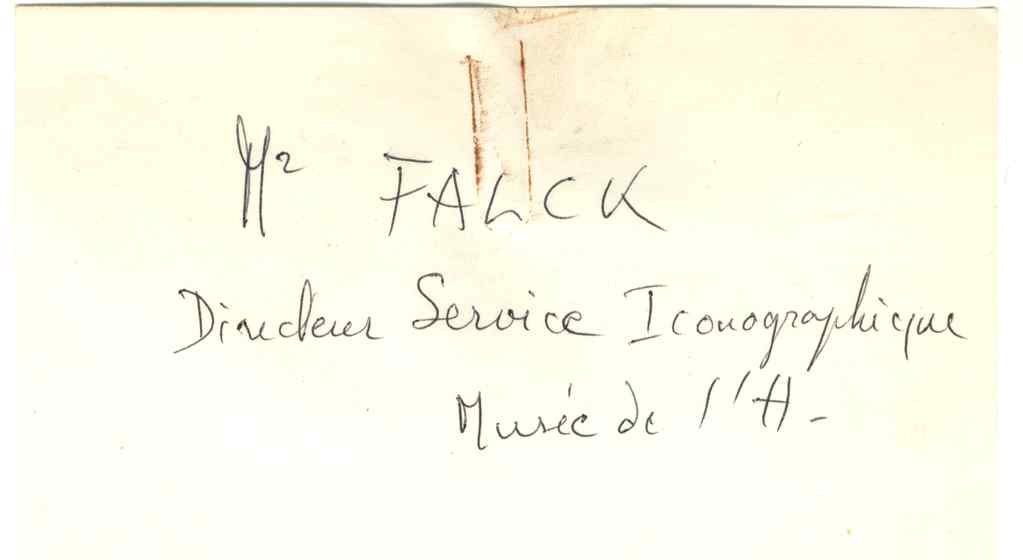 Mr FALCK
Directeur Service Iconographique
Musée de l'H-